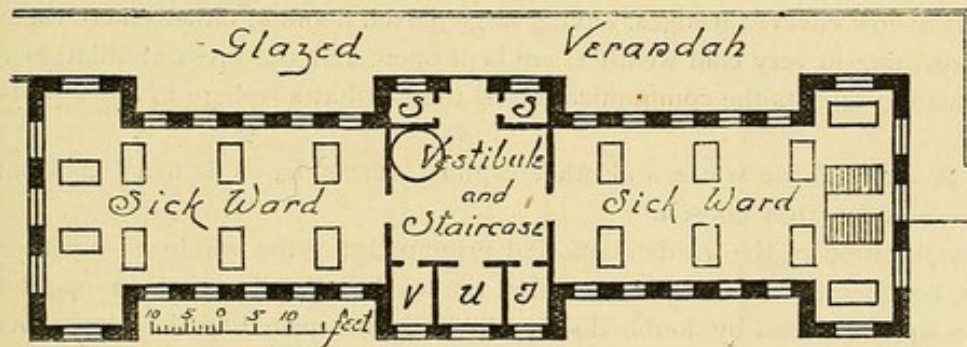 Glazed Verandah
S S
Vestibule
and
Staircase
Sick Ward
Sick Ward
V U J
10 5 0 5 10 feet